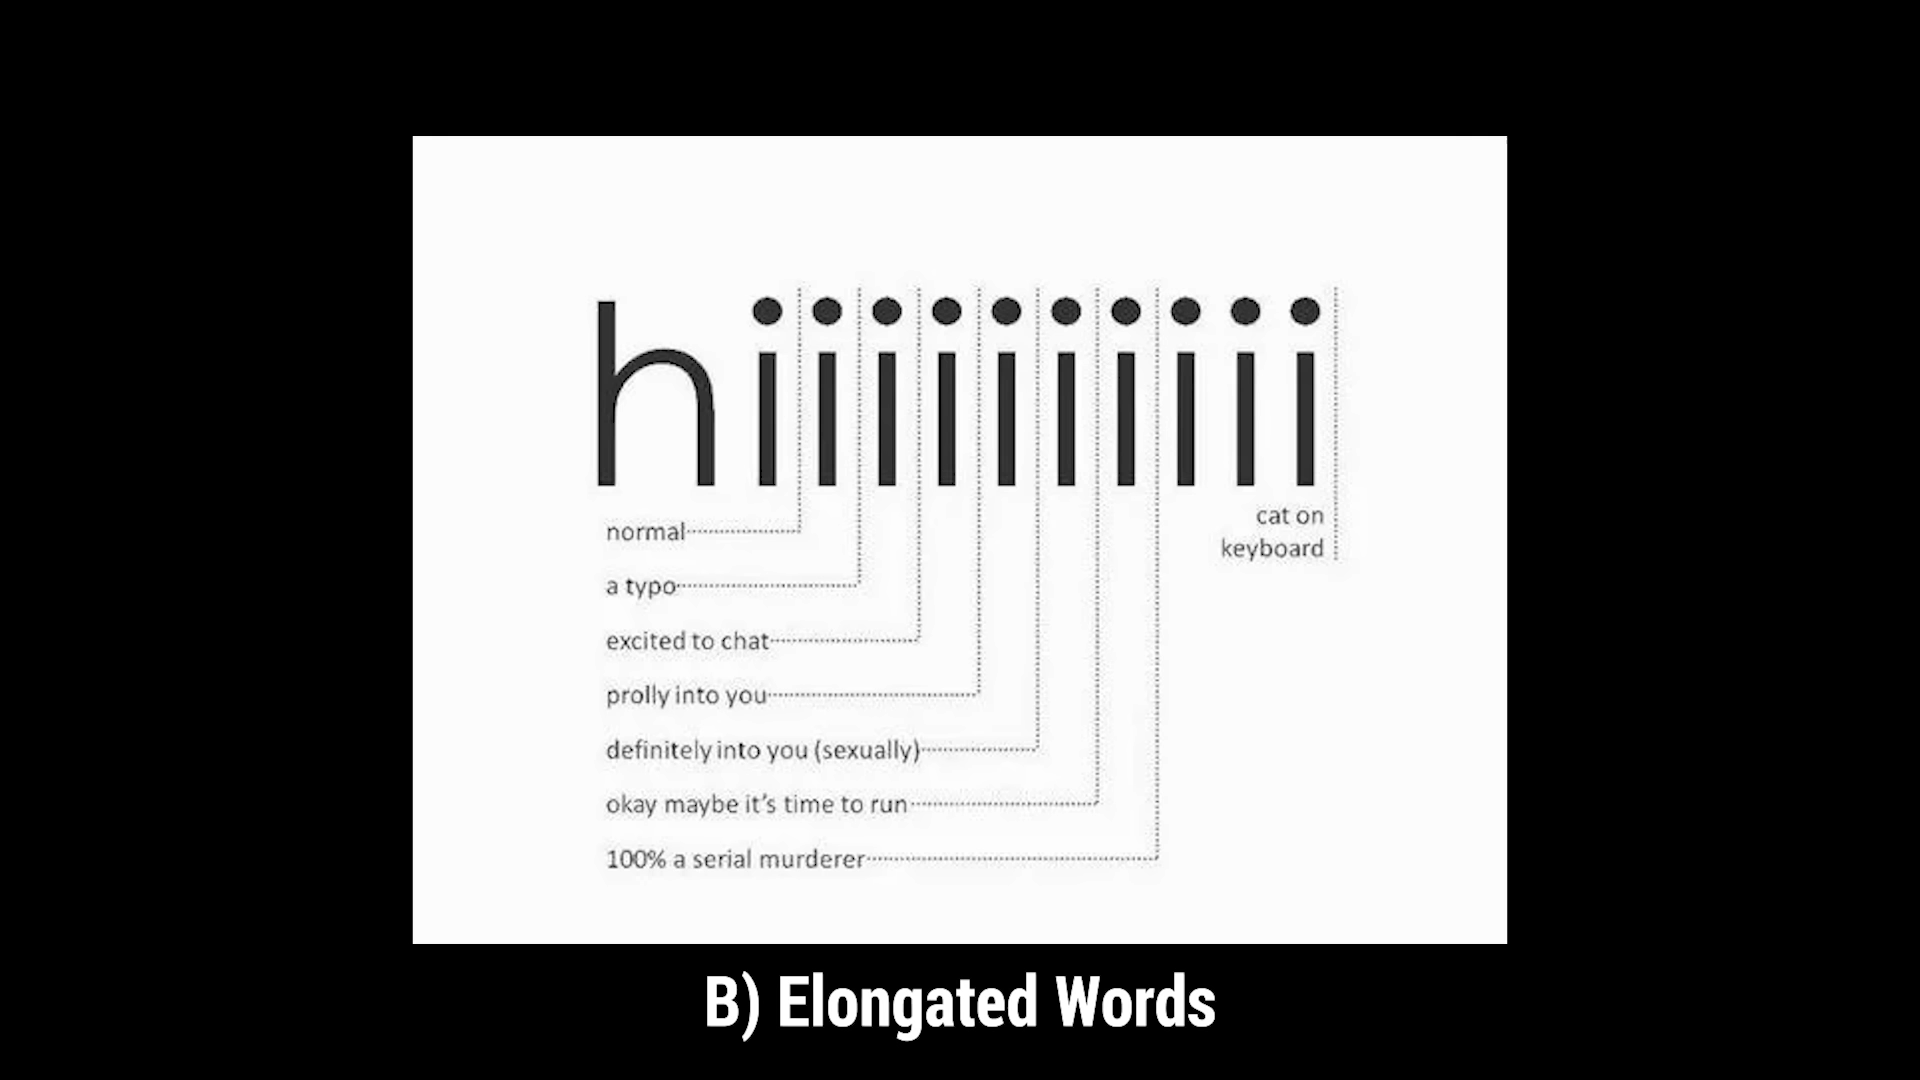 hiiiiiiiiii
normal
a typo
excited to chat
prolly into you
definitely into you (sexually)
okay maybe it's time to run
100% a serial murderer
cat on
keyboard
B) Elongated Words